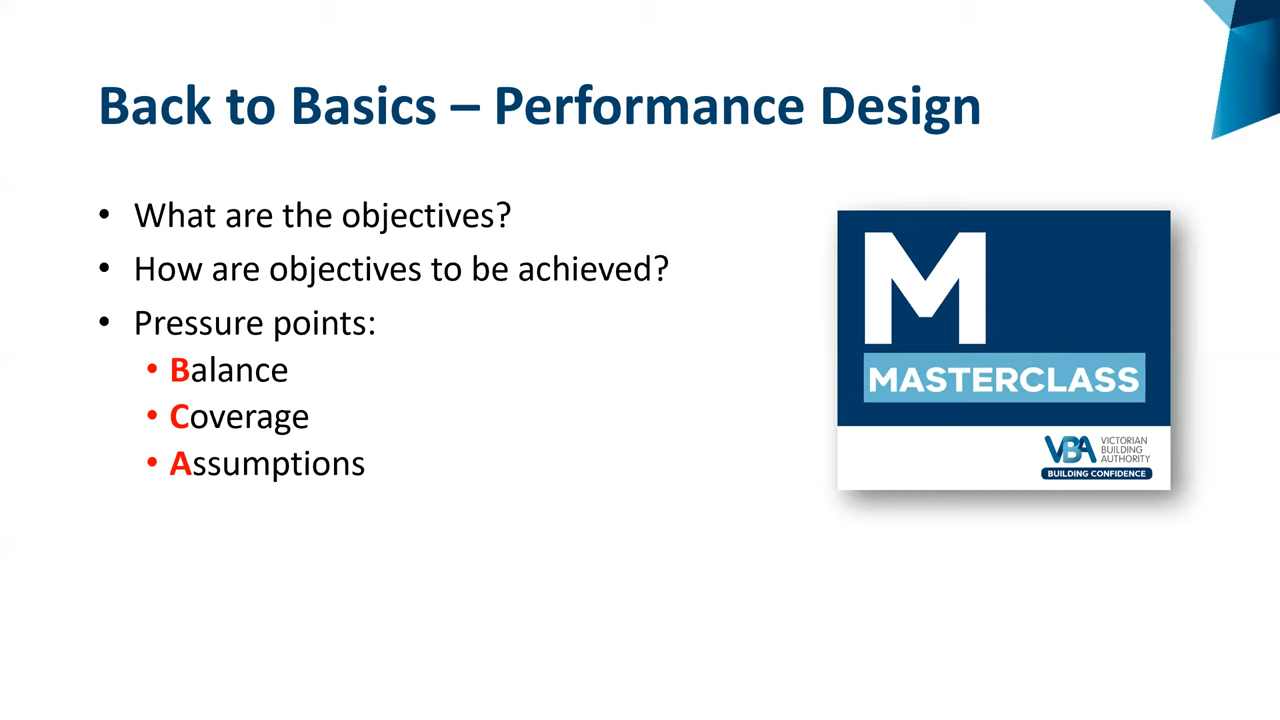 Back to Basics – Performance Design
• What are the objectives?
• How are objectives to be achieved?
• Pressure points:
• Balance
• Coverage
• Assumptions
M
MASTERCLASS
VBA
VICTORIAN
BUILDING
AUTHORITY
BUILDING CONFIDENCE